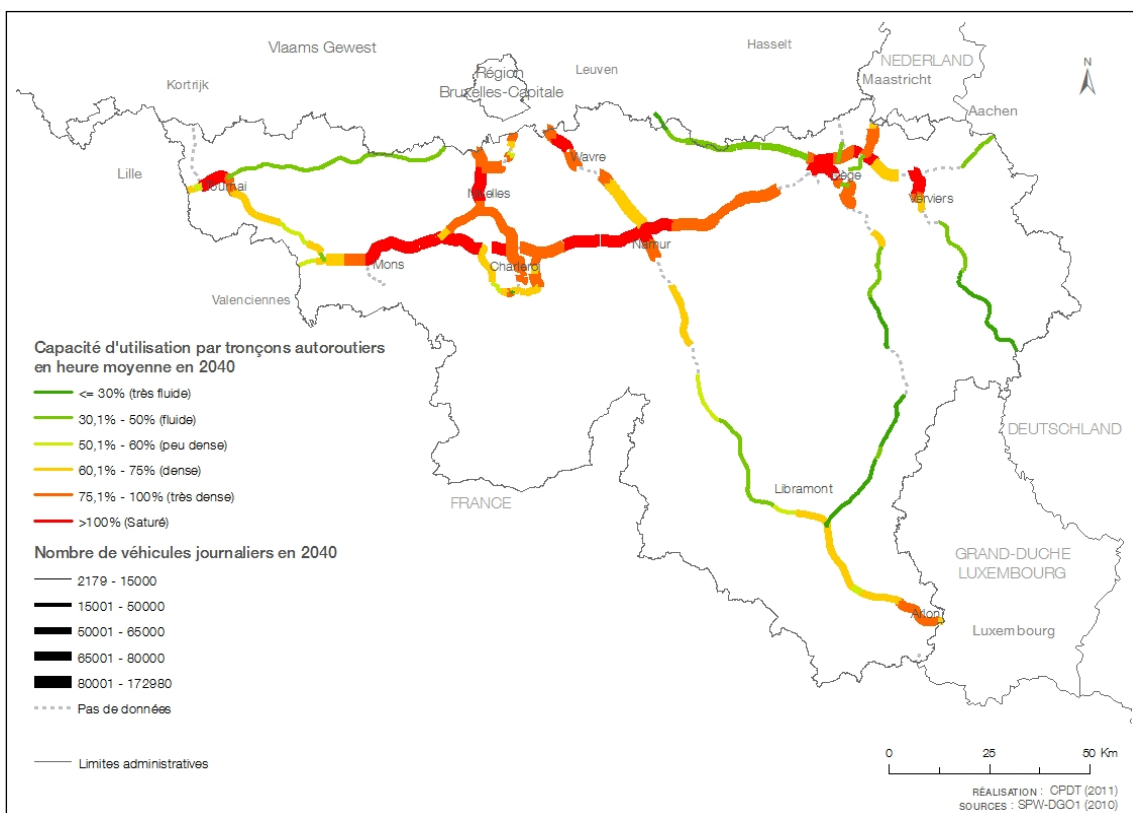 Vlaams Gewest
Hasselt
NEDERLAND
Maastricht
Région
Bruxelles-Capitale
Leuven
Kortrijk
N
Aachen
Lille
Wavre
Tournai
Liège
Nivelles
Verviers
Namur
Mons
Charleroi
Valenciennes
Capacité d'utilisation par tronçons autoroutiers
en heure moyenne en 2040
<= 30% (très fluide)
30,1% - 50% (fluide)
50,1% - 60% (peu dense)
60,1% - 75% (dense)
75,1% - 100% (très dense)
>100% (Saturé)
DEUTSCHLAND
FRANCE
Libramont
Nombre de véhicules journaliers en 2040
2179 - 15000
15001 - 50000
50001 - 65000
65001 - 80000
80001 - 172980
Pas de données
Limites administratives
GRAND-DUCHE
LUXEMBOURG
Arlon
Luxembourg
0 25 50 Km
RÉALISATION : CPDT (2011)
SOURCES : SPW-DGO1 (2010)